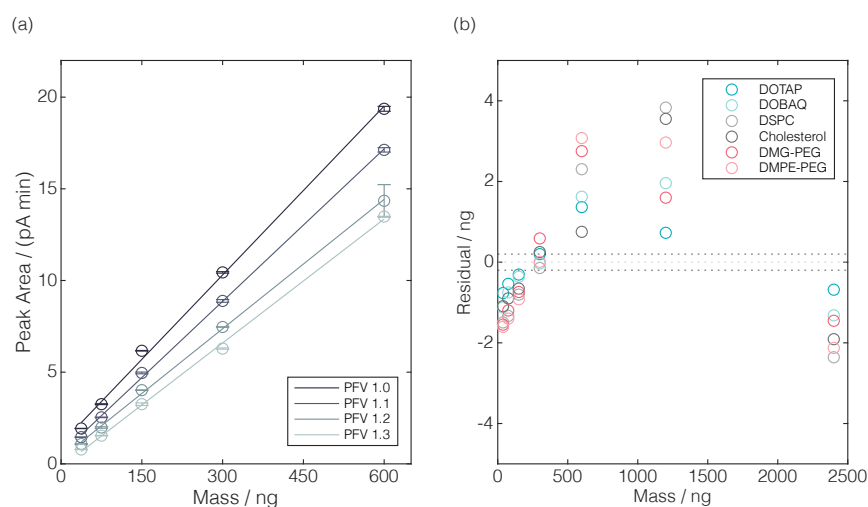 (a)
20
15
10
5
0
0
150
300
450
600
Peak Area / (pA min)
Mass / ng
PFV 1.0
PFV 1.1
PFV 1.2
PFV 1.3
(b)
4
2
0
-2
-4
0
500
1000
1500
2000
2500
Residual / ng
Mass / ng
DOTAP
DOBAQ
DSPC
Cholesterol
DMG-PEG
DMPE-PEG